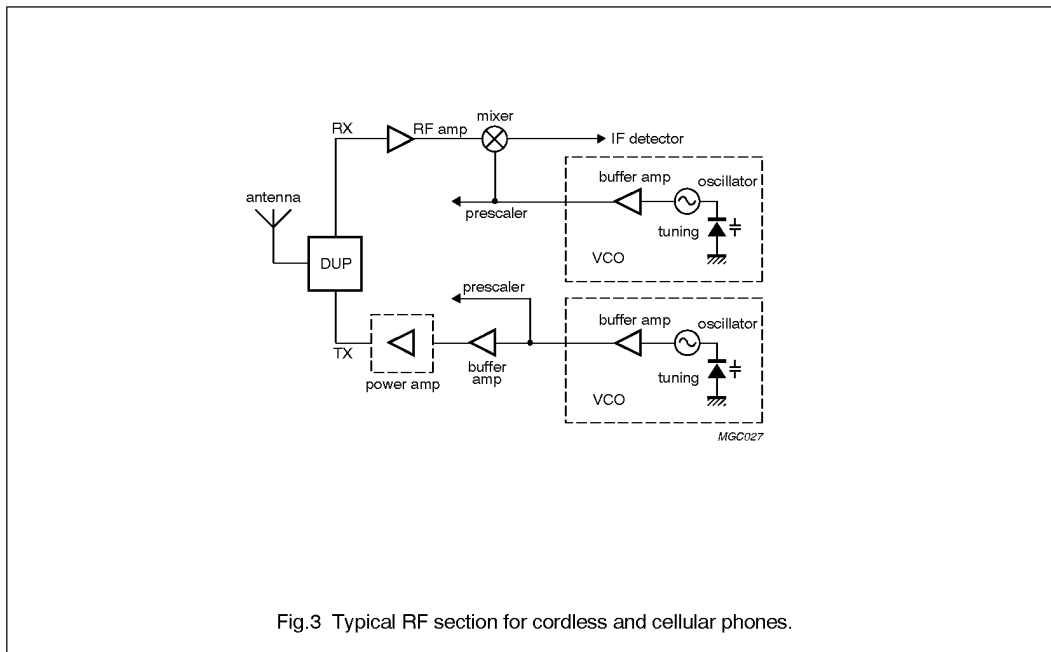 mixer
RX
RF amp
IF detector
buffer amp
oscillator
antenna
prescaler
tuning
DUP
VCO
prescaler
buffer amp
oscillator
TX
buffer
amp
tuning
power amp
VCO
MGC027
Fig.3 Typical RF section for cordless and cellular phones.